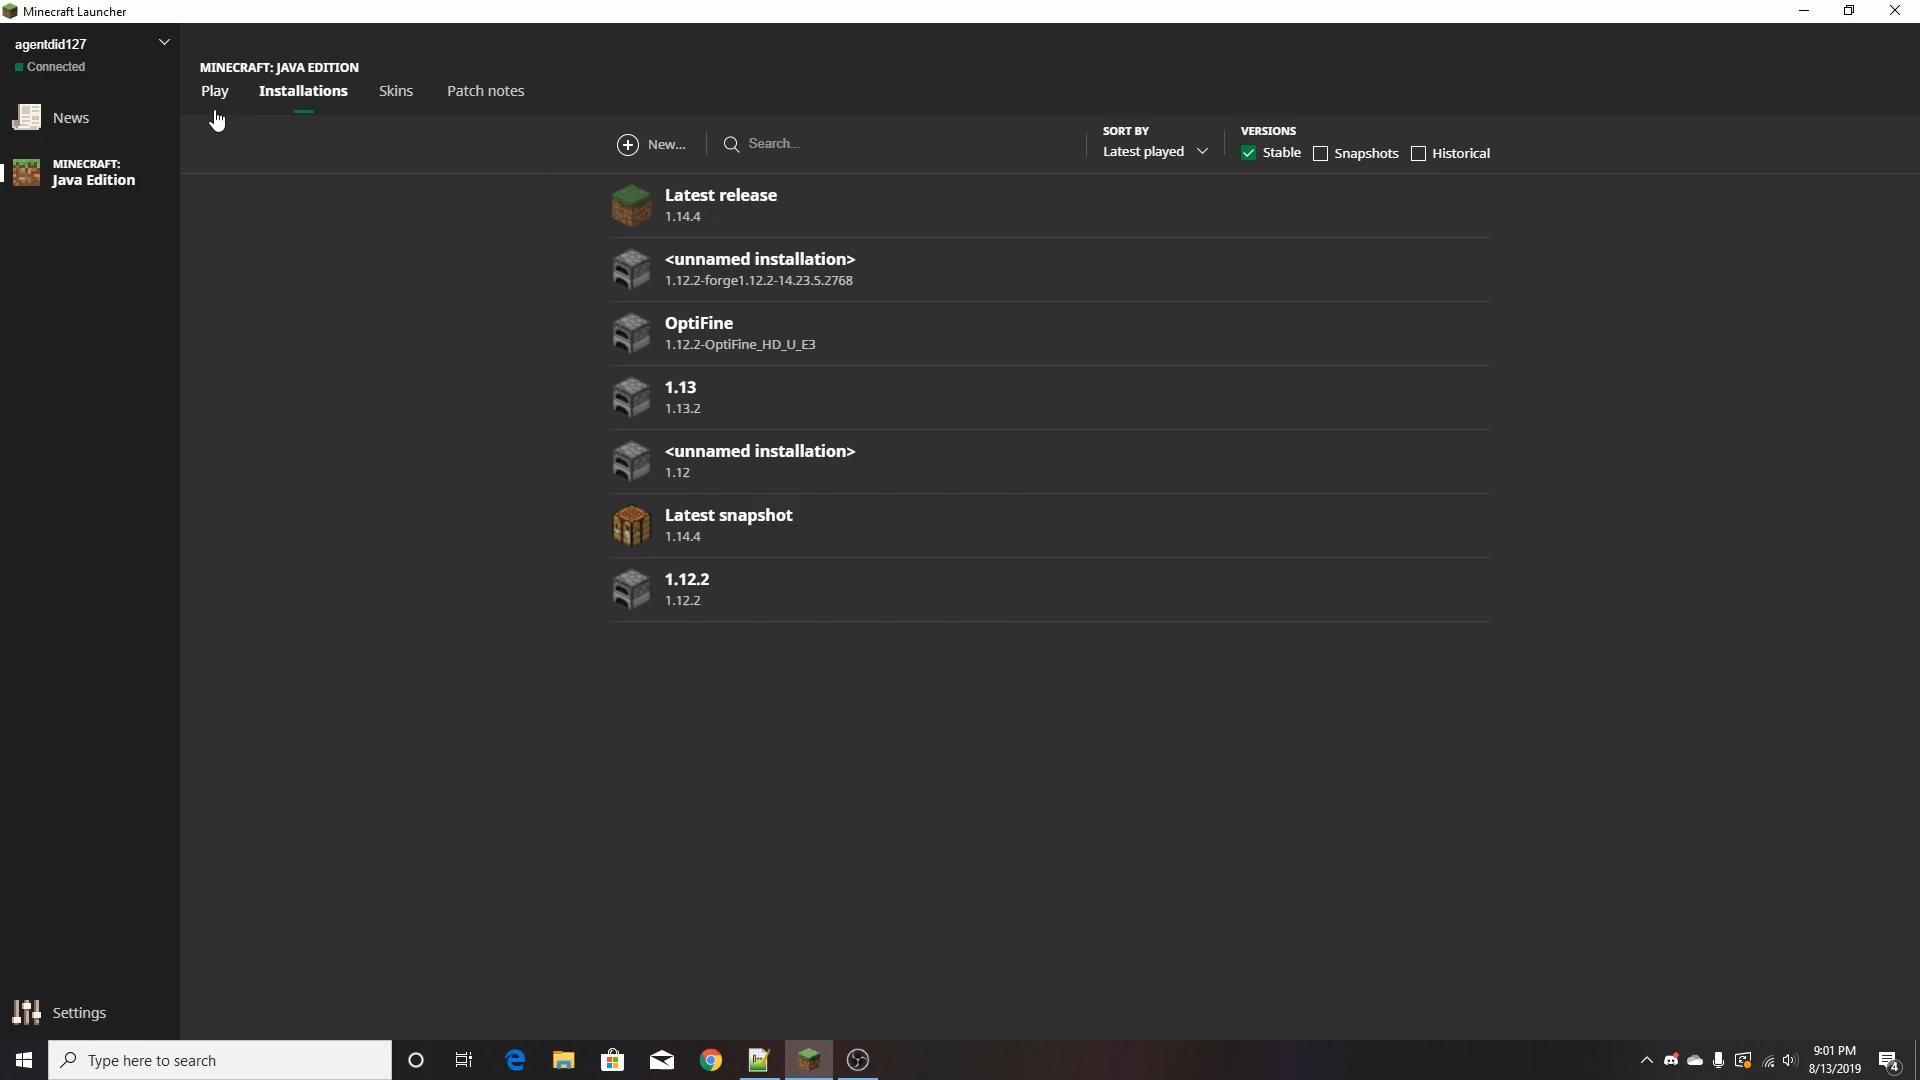 Minecraft Launcher
agentdid127
Connected
News
MINECRAFT:
Java Edition
Settings
MINECRAFT: JAVA EDITION
Play Installations Skins Patch notes
New... Search...
SORT BY
Latest played
VERSIONS
Stable Snapshots Historical
Latest release
1.14.4
<unnamed installation>
1.12.2-forge1.12.2-14.23.5.2768
OptiFine
1.12.2-OptiFine_HD_U_E3
1.13
1.13.2
<unnamed installation>
1.12
Latest snapshot
1.14.4
1.12.2
1.12.2
Type here to search
9:01 PM
8/13/2019
4